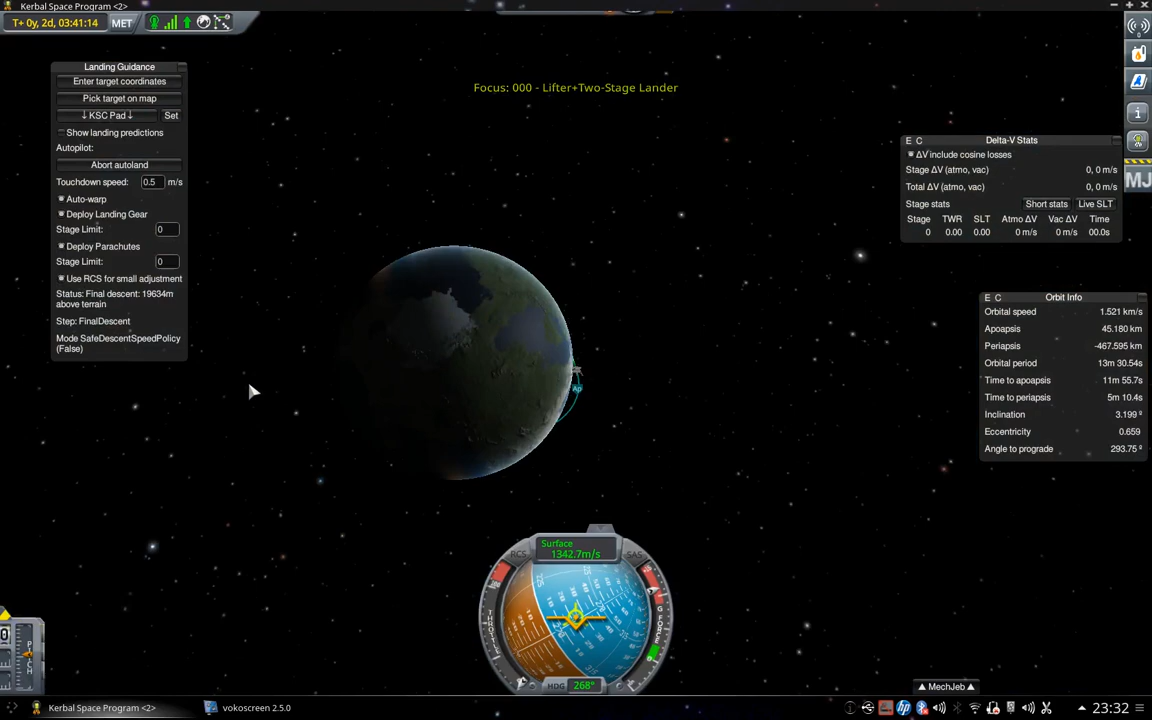 Kerbal Space Program <2>
T+ 0y, 2d, 03:41:14
MET
Landing Guidance
Enter target coordinates
Pick target on map
↓ KSC Pad ↓
Set
Show landing predictions
Autopilot:
Abort autoland
Touchdown speed: 0.5 m/s
Auto-warp
Deploy Landing Gear
Stage Limit: 0
Deploy Parachutes
Stage Limit: 0
Use RCS for small adjustment
Status: Final descent: 19634m
above terrain
Step: FinalDescent
Mode SafeDescentSpeedPolicy
(False)
Focus: 000 - Lifter+Two-Stage Lander
Ap
E C Delta-V Stats
ΔV include cosine losses
Stage ΔV (atmo, vac) 0, 0 m/s
Total ΔV (atmo, vac) 0, 0 m/s
Stage stats Short stats Live SLT
Stage TWR SLT Atmo ΔV Vac ΔV Time
0 0.00 0.00 0 m/s 0 m/s 00.0s
MJ
E C Orbit Info
Orbital speed 1.521 km/s
Apoapsis 45.180 km
Periapsis -467.595 km
Orbital period 13m 30.54s
Time to apoapsis 11m 55.7s
Time to periapsis 5m 10.4s
Inclination 3.199 º
Eccentricity 0.659
Angle to prograde 293.75 º
Surface
1342.7m/s
RCS
SAS
THROTTLE
G FORCE
HDG 268°
PITCH
▲ MechJeb ▲
Kerbal Space Program <2>
vokoscreen 2.5.0
23:32